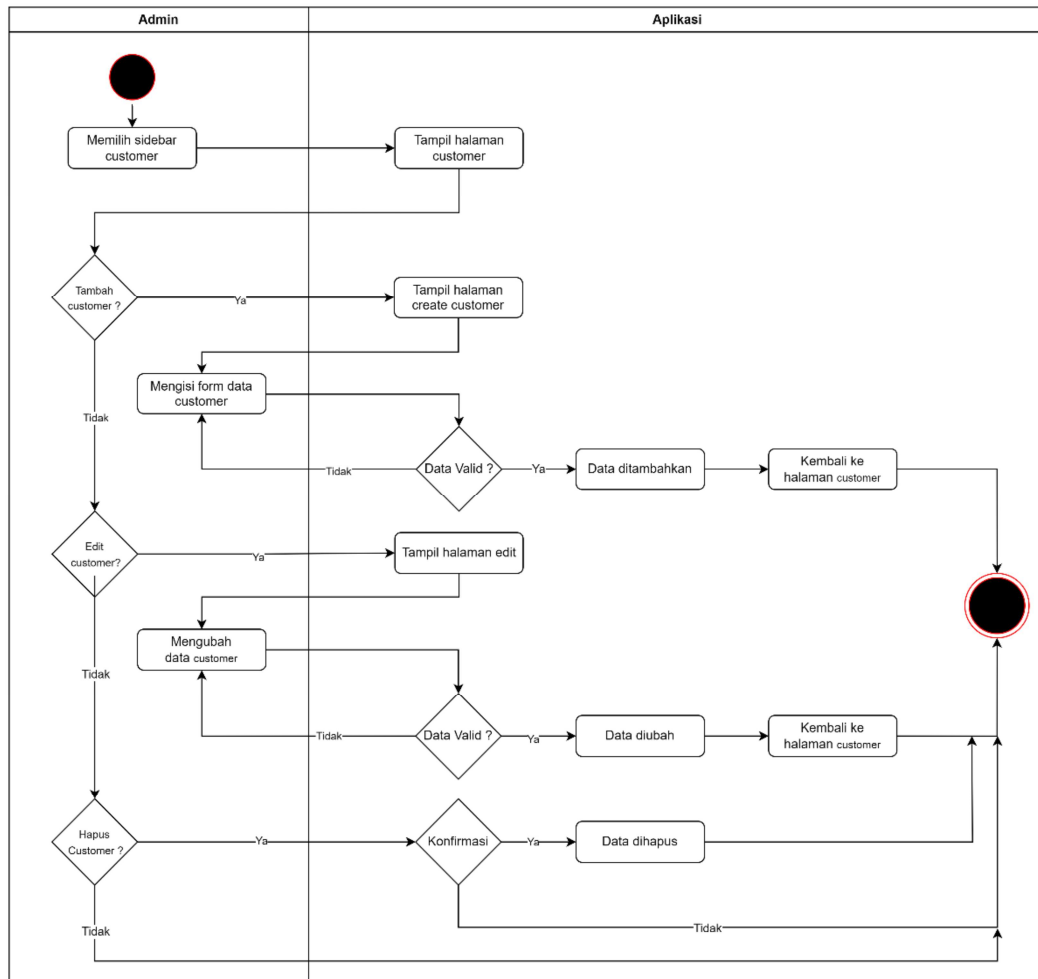 Admin
Aplikasi
Memilih sidebar
customer
Tampil halaman
customer
Tambah
customer ?
Ya
Tampil halaman
create customer
Mengisi form data
customer
Tidak
Tidak
Data Valid ?
Ya
Data ditambahkan
Kembali ke
halaman customer
Edit
customer?
Ya
Tampil halaman edit
Mengubah
data customer
Tidak
Tidak
Data Valid ?
Ya
Data diubah
Kembali ke
halaman customer
Hapus
Customer ?
Ya
Konfirmasi
Ya
Data dihapus
Tidak
Tidak